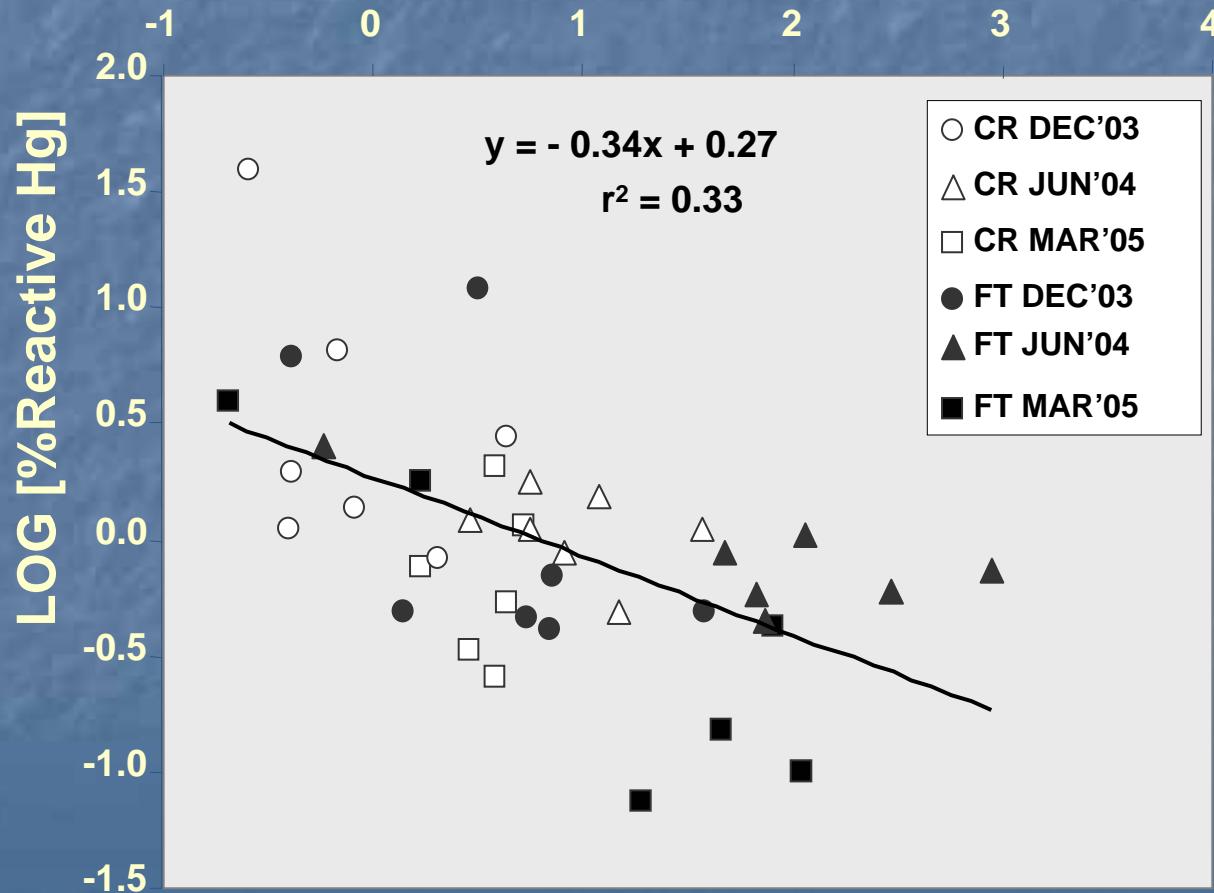 -1 0 1 2 3 4
LOG [%Reactive Hg]
2.0
1.5
1.0
0.5
0.0
-0.5
-1.0
-1.5
y = - 0.34x + 0.27
r² = 0.33
CR DEC’03
CR JUN’04
CR MAR’05
FT DEC’03
FT JUN’04
FT MAR’05